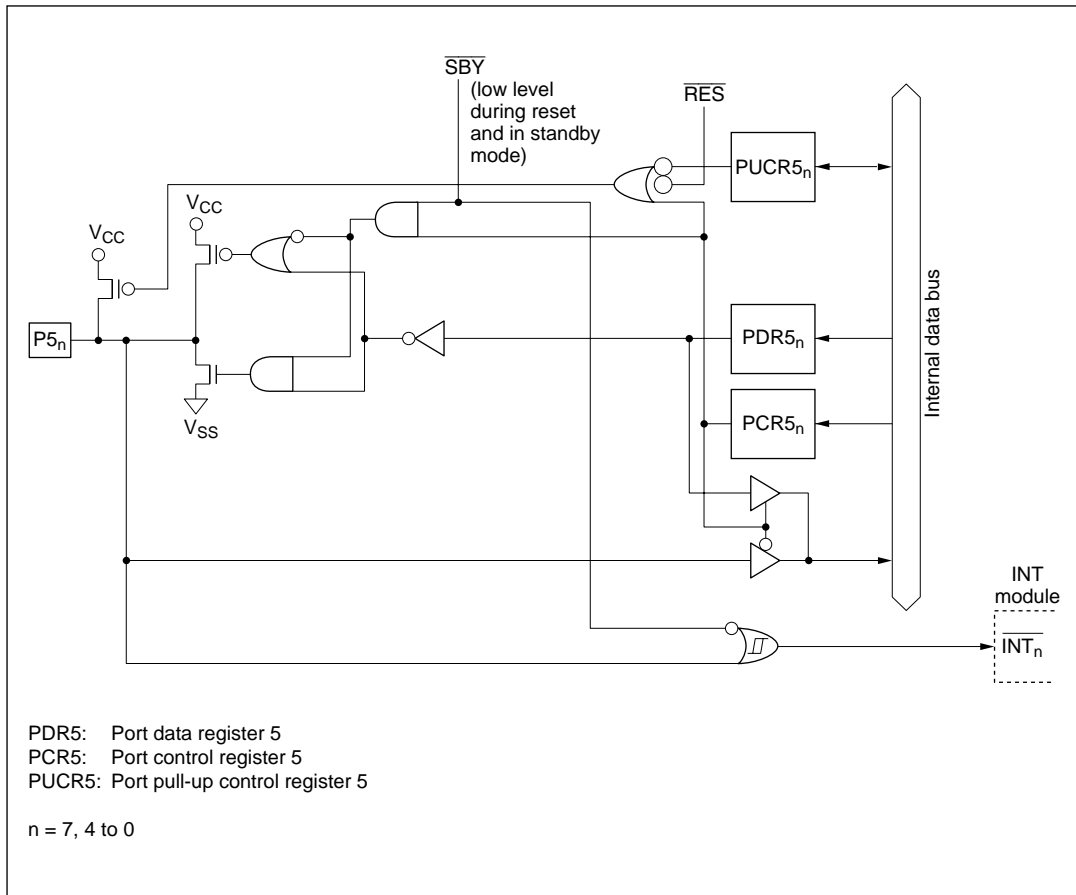 SBY
(low level
during reset
and in standby
mode)
RES
PUCR5n
VCC
VCC
P5n
PDR5n
Internal data bus
VSS
PCR5n
INT
module
INTn
PDR5: Port data register 5
PCR5: Port control register 5
PUCR5: Port pull-up control register 5
n = 7, 4 to 0